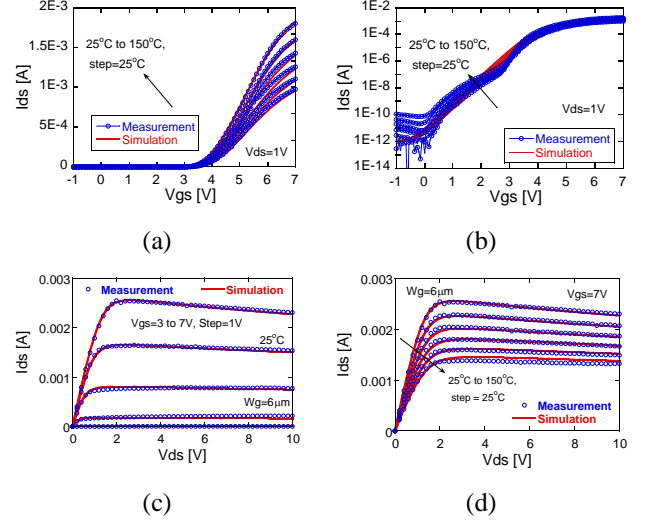 2E-3
1.5E-3
1E-3
5E-4
0
Ids [A]
25°C to 150°C,
step=25°C
Measurement
Simulation
Vds=1V
-1 0 1 2 3 4 5 6 7
Vgs [V]
(a)
1E-2
1E-4
1E-6
1E-8
1E-10
1E-12
1E-14
Ids [A]
25°C to 150°C,
step=25°C
Vds=1V
Measurement
Simulation
-1 0 1 2 3 4 5 6 7
Vgs [V]
(b)
0.003
0.002
0.001
0
Ids [A]
Measurement Simulation
Vgs=3 to 7V, Step=1V
25°C
Wg=6μm
0 2 4 6 8 10
Vds [V]
(c)
0.003
0.002
0.001
0
Ids [A]
Wg=6μm
Vgs=7V
25°C to 150°C,
step = 25°C
Measurement
Simulation
0 2 4 6 8 10
Vds [V]
(d)